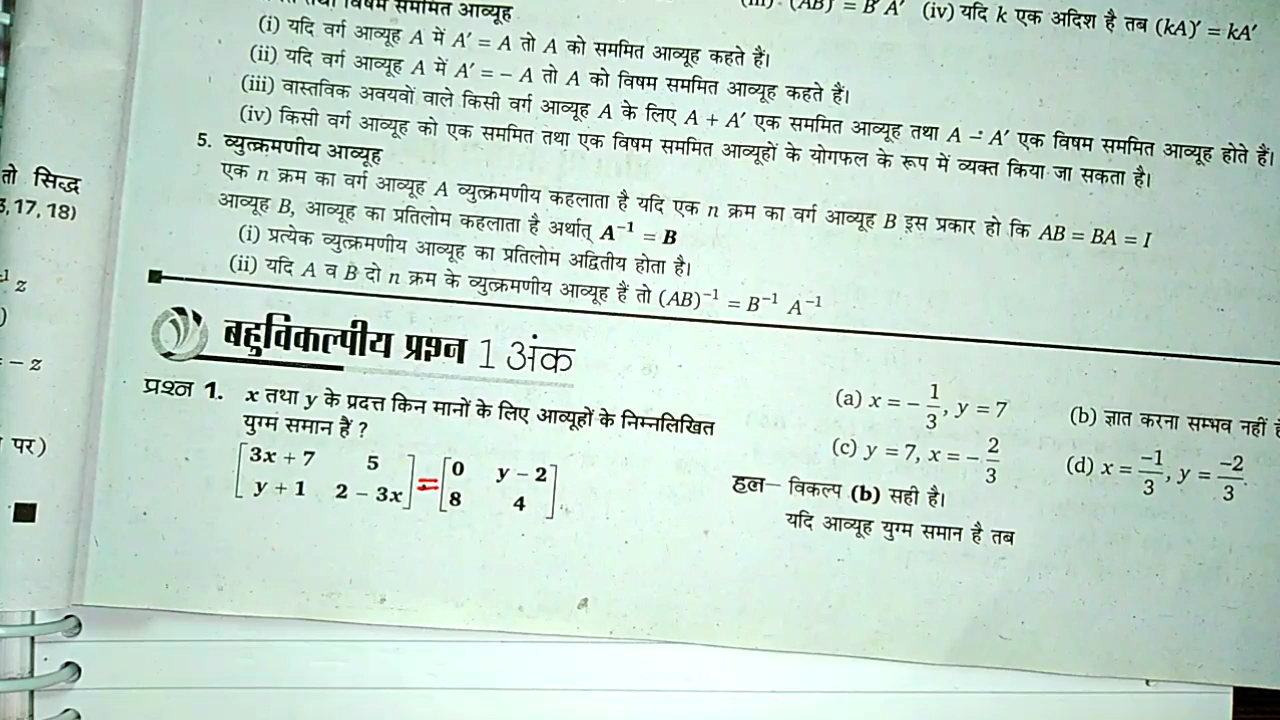 तथा विषम सममित आव्यूह
(AB)′ = B′ A′ (iv) यदि k एक अदिश है तब (kA)′ = kA′
(i) यदि वर्ग आव्यूह A में A′ = A तो A को सममित आव्यूह कहते हैं।
(ii) यदि वर्ग आव्यूह A में A′ = – A तो A को विषम सममित आव्यूह कहते हैं।
(iii) वास्तविक अवयवों वाले किसी वर्ग आव्यूह A के लिए A + A′ एक सममित आव्यूह तथा A – A′ एक विषम सममित आव्यूह होते हैं।
(iv) किसी वर्ग आव्यूह को एक सममित तथा एक विषम सममित आव्यूहों के योगफल के रूप में व्यक्त किया जा सकता है।
5. व्युत्क्रमणीय आव्यूह
एक n क्रम का वर्ग आव्यूह A व्युत्क्रमणीय कहलाता है यदि एक n क्रम का वर्ग आव्यूह B इस प्रकार हो कि AB = BA = I
आव्यूह B, आव्यूह का प्रतिलोम कहलाता है अर्थात् A⁻¹ = B
(i) प्रत्येक व्युत्क्रमणीय आव्यूह का प्रतिलोम अद्वितीय होता है।
(ii) यदि A व B दो n क्रम के व्युत्क्रमणीय आव्यूह हैं तो (AB)⁻¹ = B⁻¹ A⁻¹
तो सिद्ध
17, 18)
z
– z
पर)
बहुविकल्पीय प्रश्न 1 अंक
प्रश्न 1. x तथा y के प्रदत्त किन मानों के लिए आव्यूहों के निम्नलिखित
युग्म समान हैं ?
[3x + 7 5] = [0 y – 2]
[y + 1 2 – 3x] [8 4]
(a) x = – 1/3, y = 7 (b) ज्ञात करना सम्भव नहीं
(c) y = 7, x = – 2/3 (d) x = –1/3, y = –2/3
हल– विकल्प (b) सही है।
यदि आव्यूह युग्म समान है तब